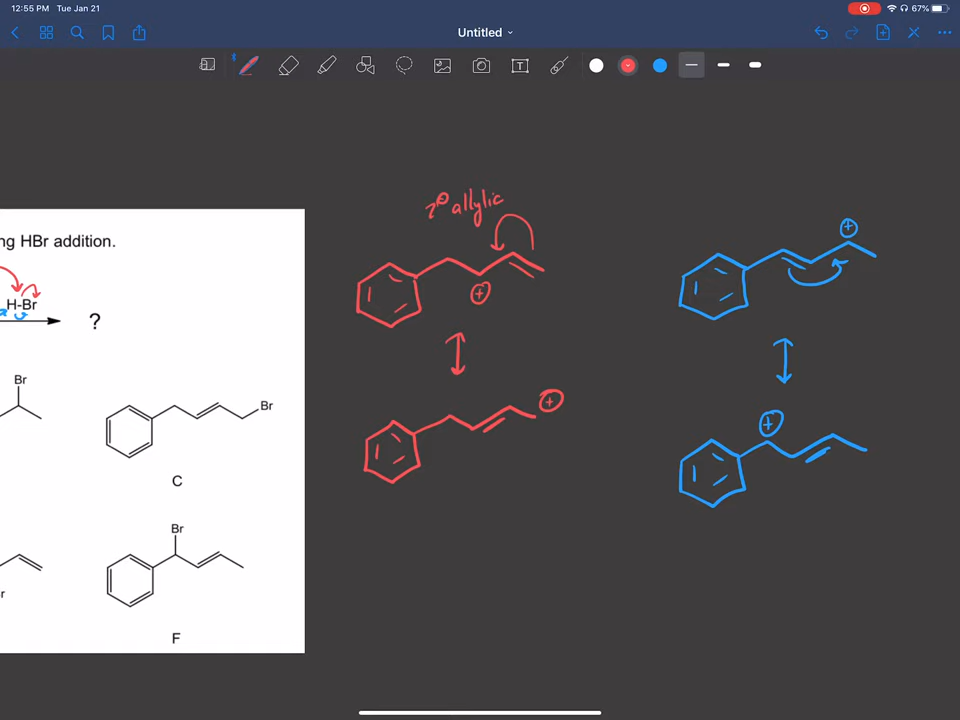 12:55 PM Tue Jan 21
67%
Untitled
T
2° allylic
ng HBr addition.
H-Br
?
Br
Br
C
Br
r
F
+
+
+
+